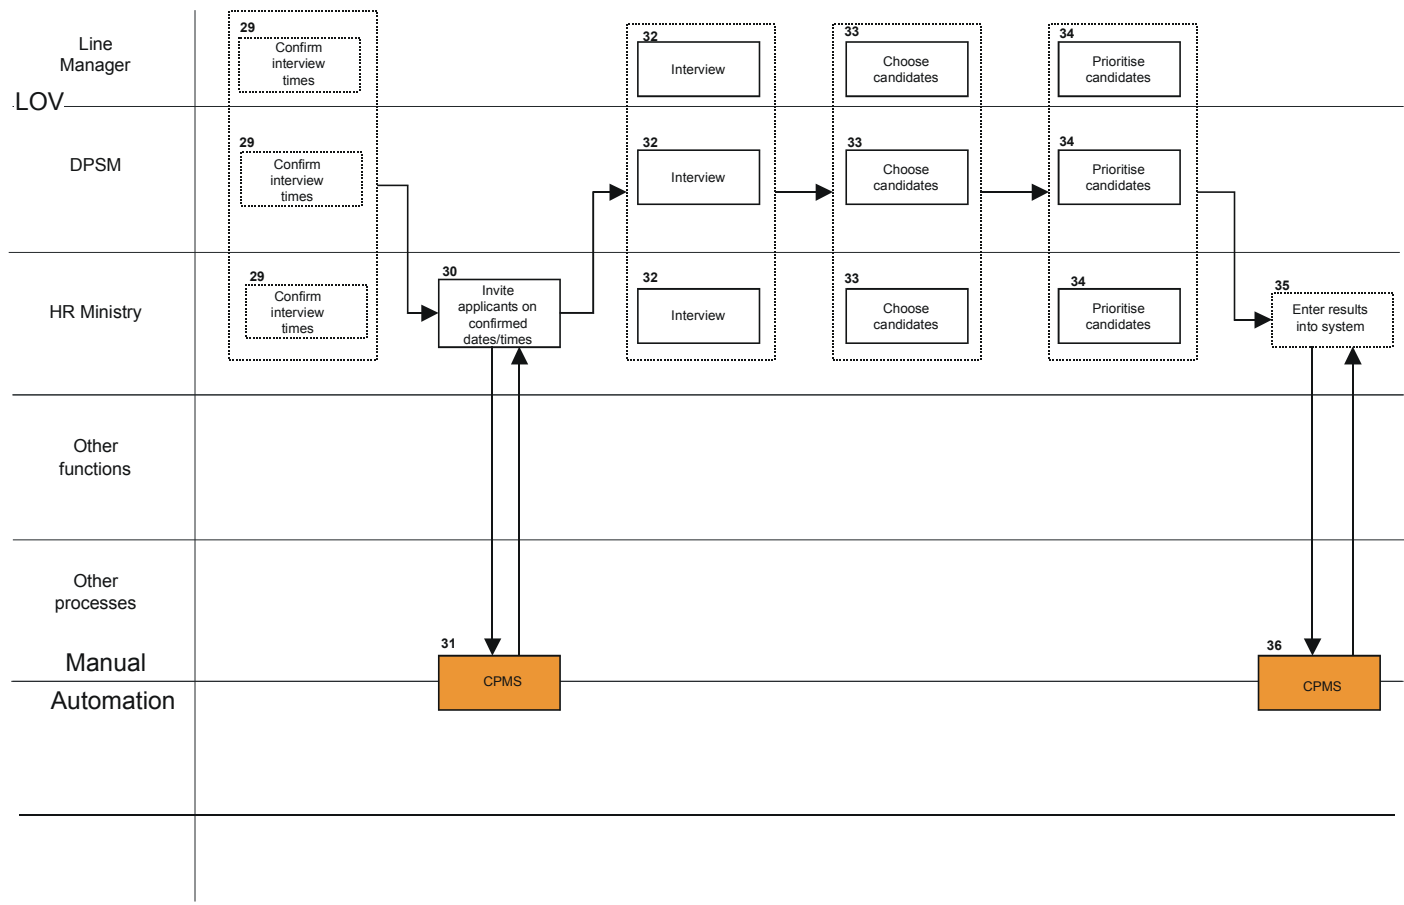 Line
Manager
LOV
29
Confirm
interview
times
32
Interview
33
Choose
candidates
34
Prioritise
candidates
DPSM
29
Confirm
interview
times
32
Interview
33
Choose
candidates
34
Prioritise
candidates
HR Ministry
29
Confirm
interview
times
30
Invite
applicants on
confirmed
dates/times
32
Interview
33
Choose
candidates
34
Prioritise
candidates
35
Enter results
into system
Other
functions
Other
processes
Manual
Automation
31
CPMS
36
CPMS